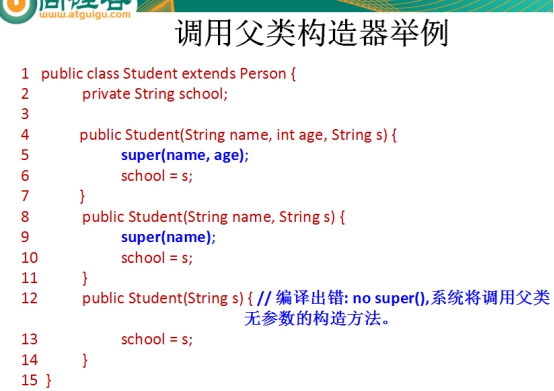 www.atguigu.com
调用父类构造器举例
1 public class Student extends Person {
2 private String school;
3
4 public Student(String name, int age, String s) {
5 super(name, age);
6 school = s;
7 }
8 public Student(String name, String s) {
9 super(name);
10 school = s;
11 }
12 public Student(String s) { // 编译出错: no super(),系统将调用父类
无参数的构造方法。
13 school = s;
14 }
15 }